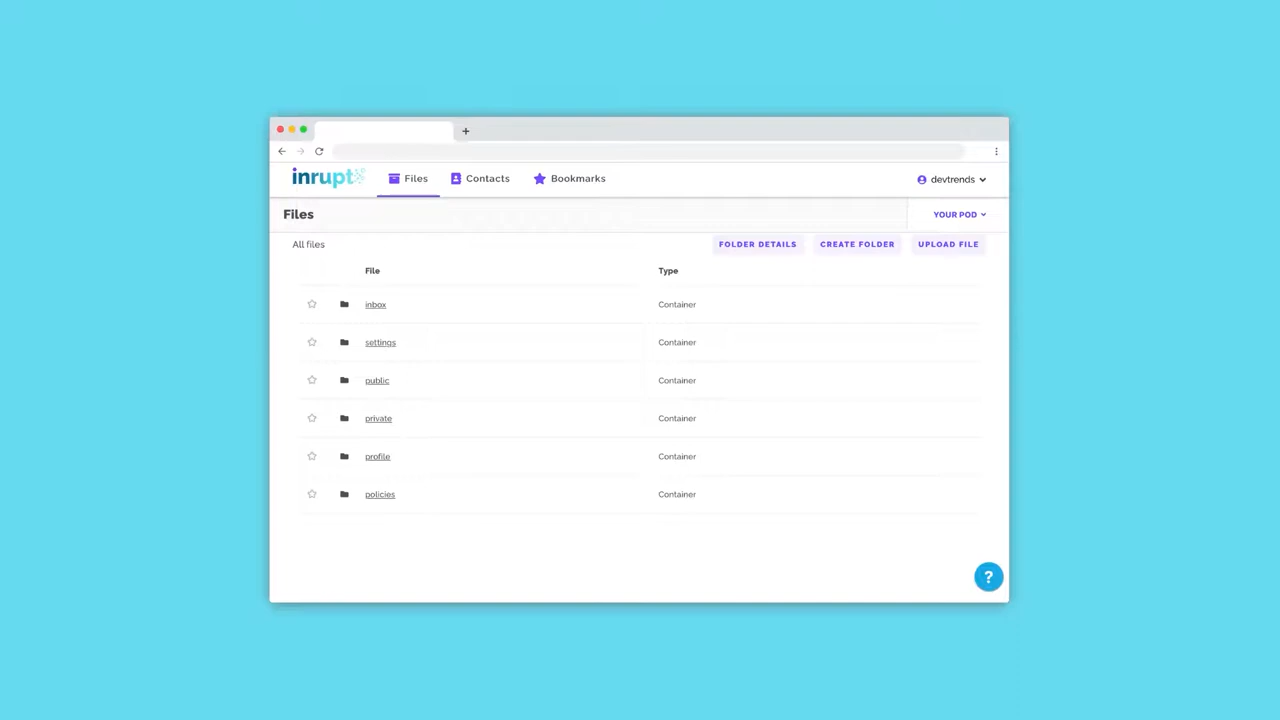 inrupt Files Contacts Bookmarks devtrends
Files YOUR POD
All files FOLDER DETAILS CREATE FOLDER UPLOAD FILE
File Type
inbox Container
settings Container
public Container
private Container
profile Container
policies Container
?